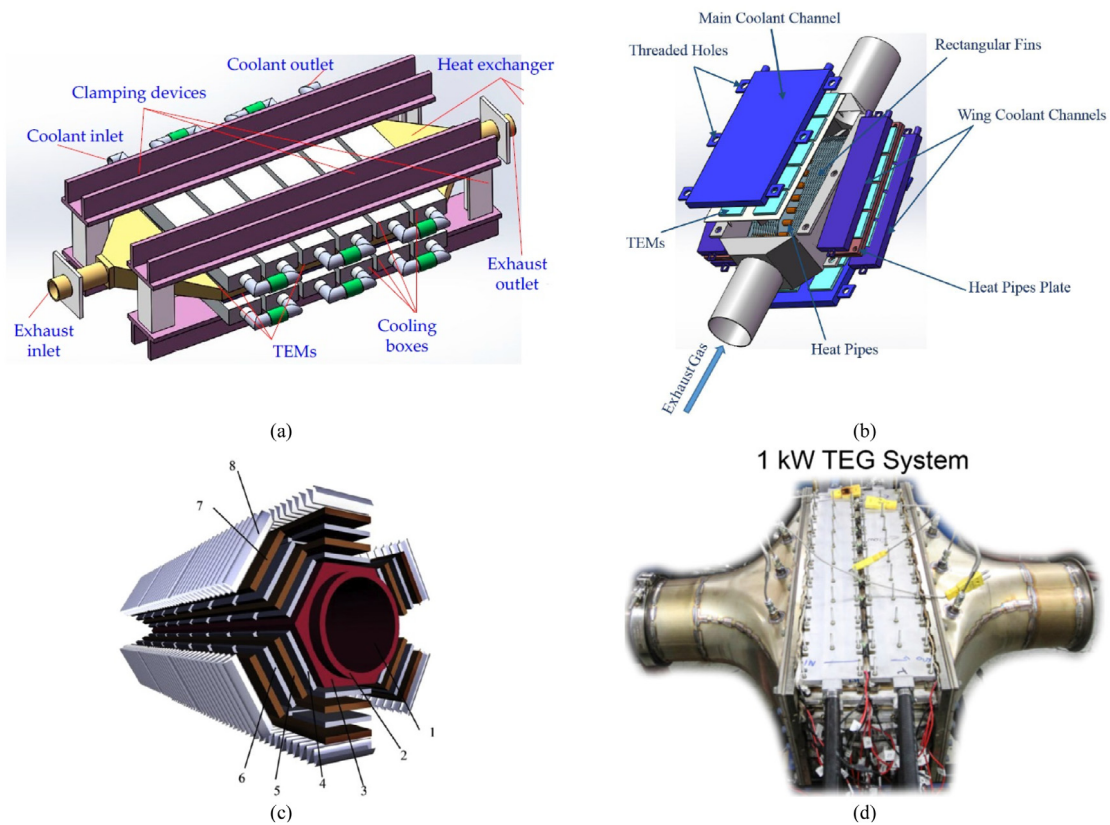 Coolant outlet
Heat exchanger
Clamping devices
Coolant inlet
Exhaust
outlet
Exhaust
inlet
TEMs
Cooling
boxes
(a)
Main Coolant Channel
Threaded Holes
Rectangular Fins
Wing Coolant Channels
TEMs
Heat Pipes Plate
Heat Pipes
Exhaust Gas
(b)
8
7
1
2
6
5
4
3
(c)
1 kW TEG System
(d)